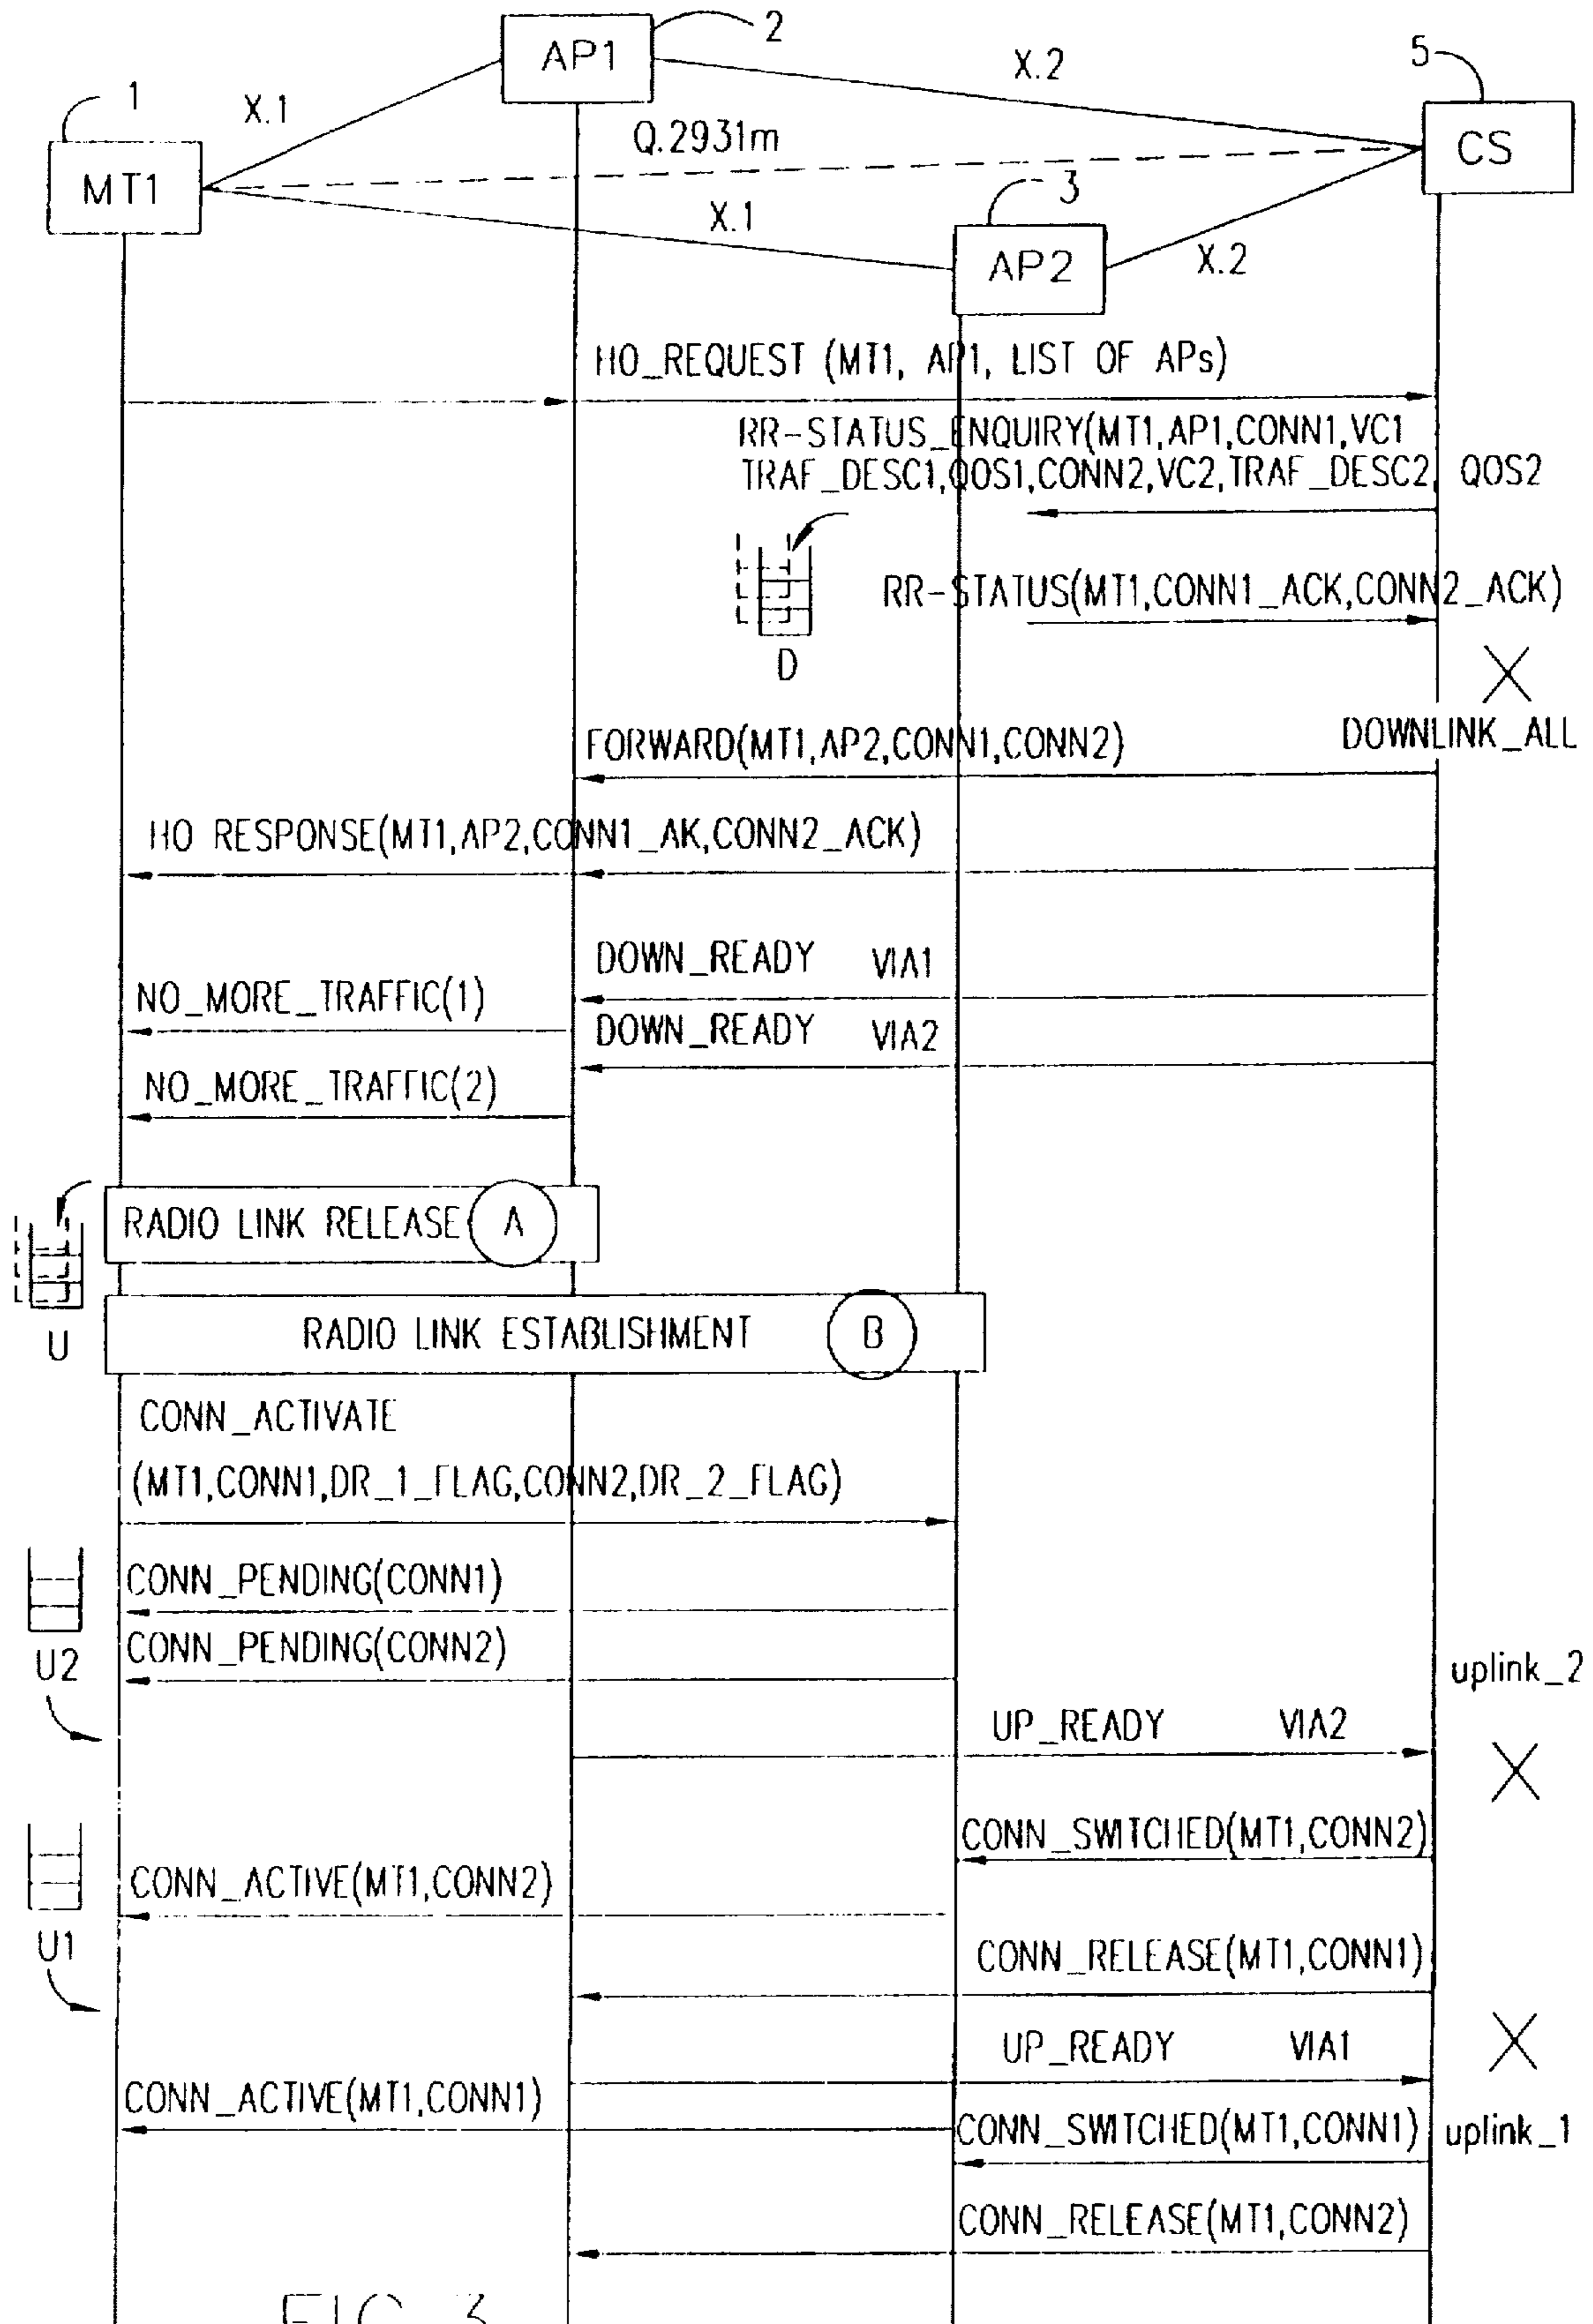 AP1
2
X.2
5
1
X.1
Q.2931m
CS
MT1
3
X.1
AP2
X.2
HO_REQUEST (MT1, AP1, LIST OF APs)
RR-STATUS_ENQUIRY(MT1,AP1,CONN1,VC1
TRAF_DESC1,QOS1,CONN2,VC2,TRAF_DESC2, QOS2
RR-STATUS(MT1,CONN1_ACK,CONN2_ACK)
D
DOWNLINK_ALL
FORWARD(MT1,AP2,CONN1,CONN2)
HO RESPONSE(MT1,AP2,CONN1_AK,CONN2_ACK)
DOWN_READY VIA1
NO_MORE_TRAFFIC(1)
DOWN_READY VIA2
NO_MORE_TRAFFIC(2)
RADIO LINK RELEASE A
U
RADIO LINK ESTABLISHMENT B
CONN_ACTIVATE
(MT1,CONN1,DR_1_FLAG,CONN2,DR_2_FLAG)
CONN_PENDING(CONN1)
CONN_PENDING(CONN2)
U2
uplink_2
UP_READY VIA2
CONN_SWITCHED(MT1,CONN2)
CONN_ACTIVE(MT1,CONN2)
U1
CONN_RELEASE(MT1,CONN1)
UP_READY VIA1
CONN_ACTIVE(MT1,CONN1)
CONN_SWITCHED(MT1,CONN1)
uplink_1
CONN_RELEASE(MT1,CONN2)
FIG 3